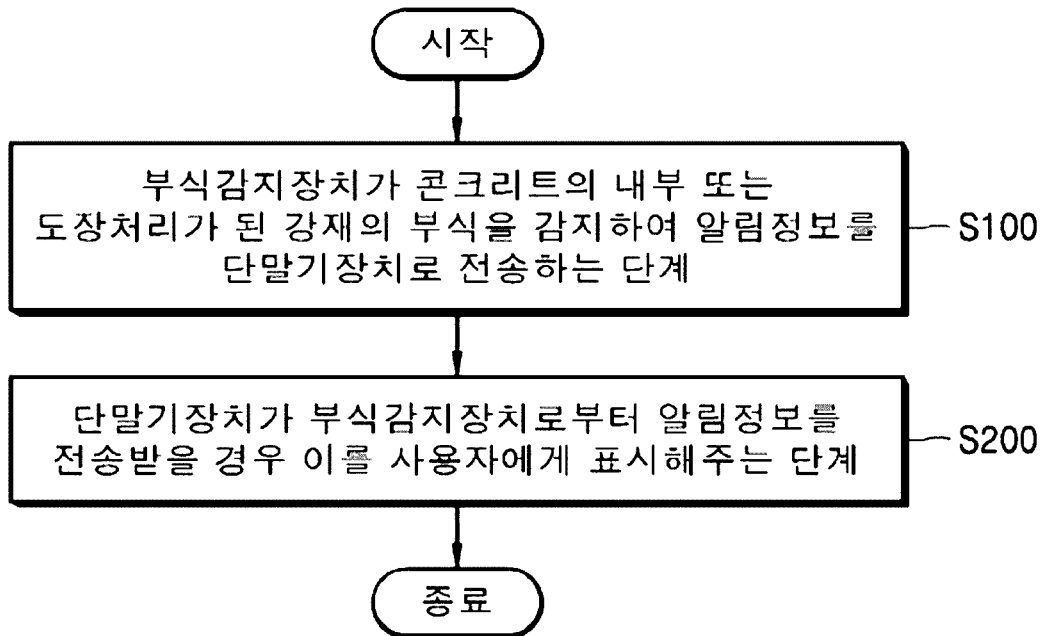 시작
부식감지장치가 콘크리트의 내부 또는
도장처리가 된 강재의 부식을 감지하여 알림정보를
단말기장치로 전송하는 단계
S100
단말기장치가 부식감지장치로부터 알림정보를
전송받을 경우 이를 사용자에게 표시해주는 단계
S200
종료